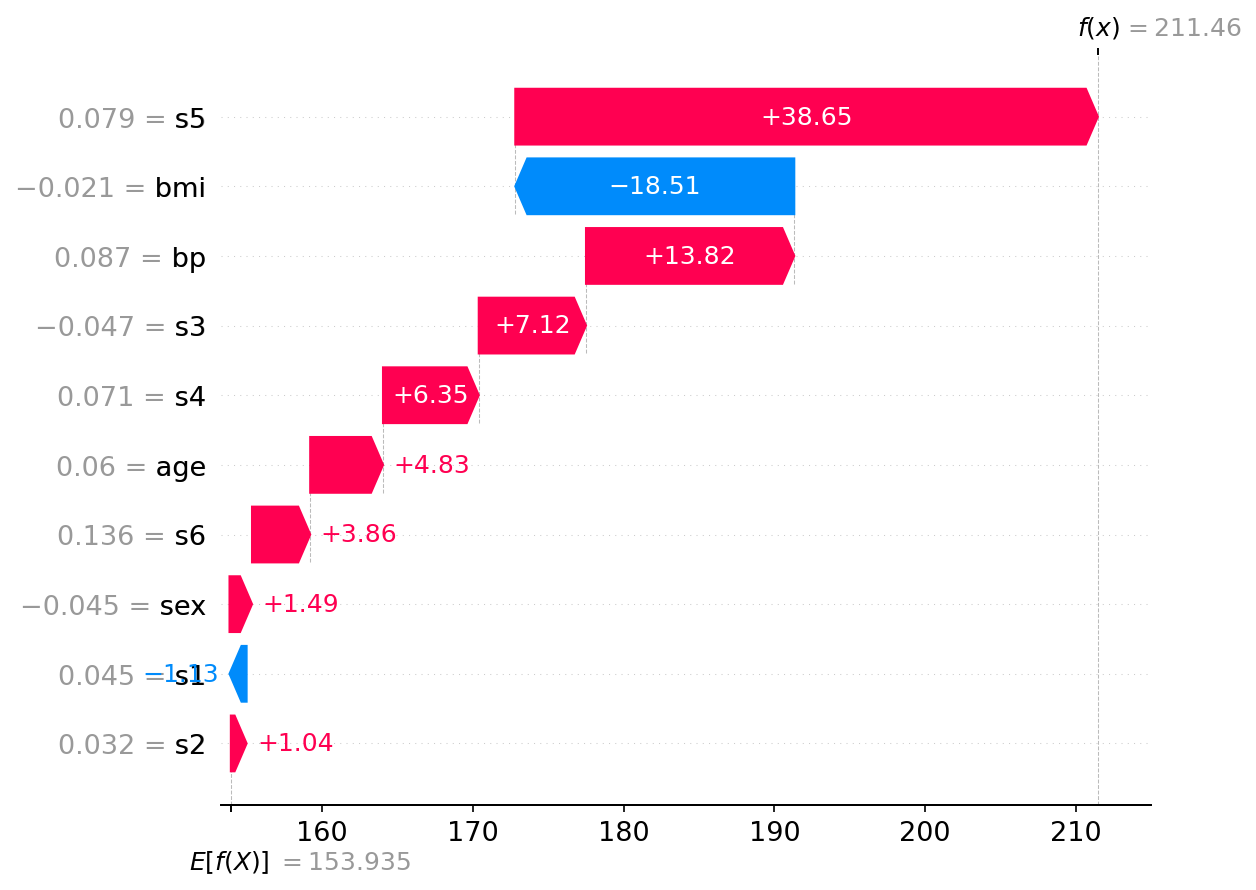 f(x) = 211.46
0.079 = s5 +38.65
−0.021 = bmi −18.51
0.087 = bp +13.82
−0.047 = s3 +7.12
0.071 = s4 +6.35
0.06 = age +4.83
0.136 = s6 +3.86
−0.045 = sex +1.49
0.045 = s1 −1.13
0.032 = s2 +1.04
160 170 180 190 200 210
E[f(X)] = 153.935